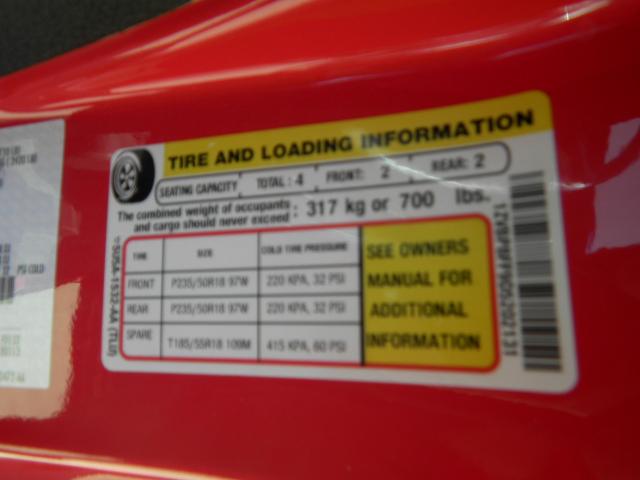 TIRE AND LOADING INFORMATION
SEATING CAPACITY TOTAL : 4 FRONT: 2 REAR: 2
The combined weight of occupants and cargo should never exceed : 317 kg or 700 lbs.
TIRE SIZE COLD TIRE PRESSURE
FRONT P235/50R18 97W 220 KPA, 32 PSI
REAR P235/50R18 97W 220 KPA, 32 PSI
SPARE T185/55R18 109M 415 KPA, 60 PSI
SEE OWNERS
MANUAL FOR
ADDITIONAL
INFORMATION
PSI COLD